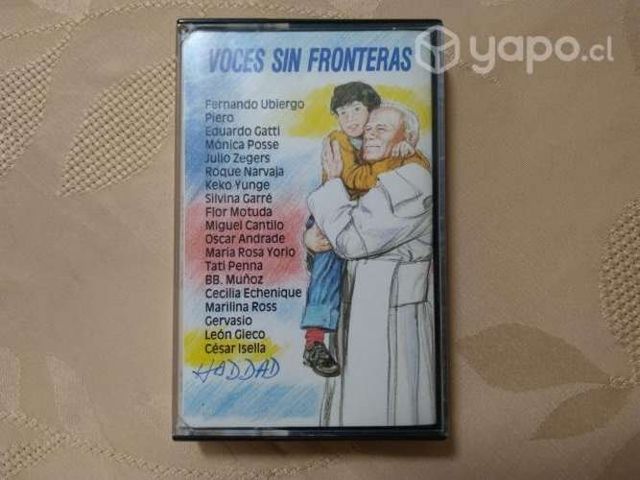 yapo.cl
VOCES SIN FRONTERAS
Fernando Ubiergo
Piero
Eduardo Gatti
Mónica Posse
Julio Zegers
Roque Narvaja
Keko Yunge
Silvina Garré
Flor Motuda
Miguel Cantilo
Oscar Andrade
María Rosa Yorio
Tati Penna
BB. Muñoz
Cecilia Echenique
Marilina Ross
Gervasio
León Gieco
César Isella
HADDAD